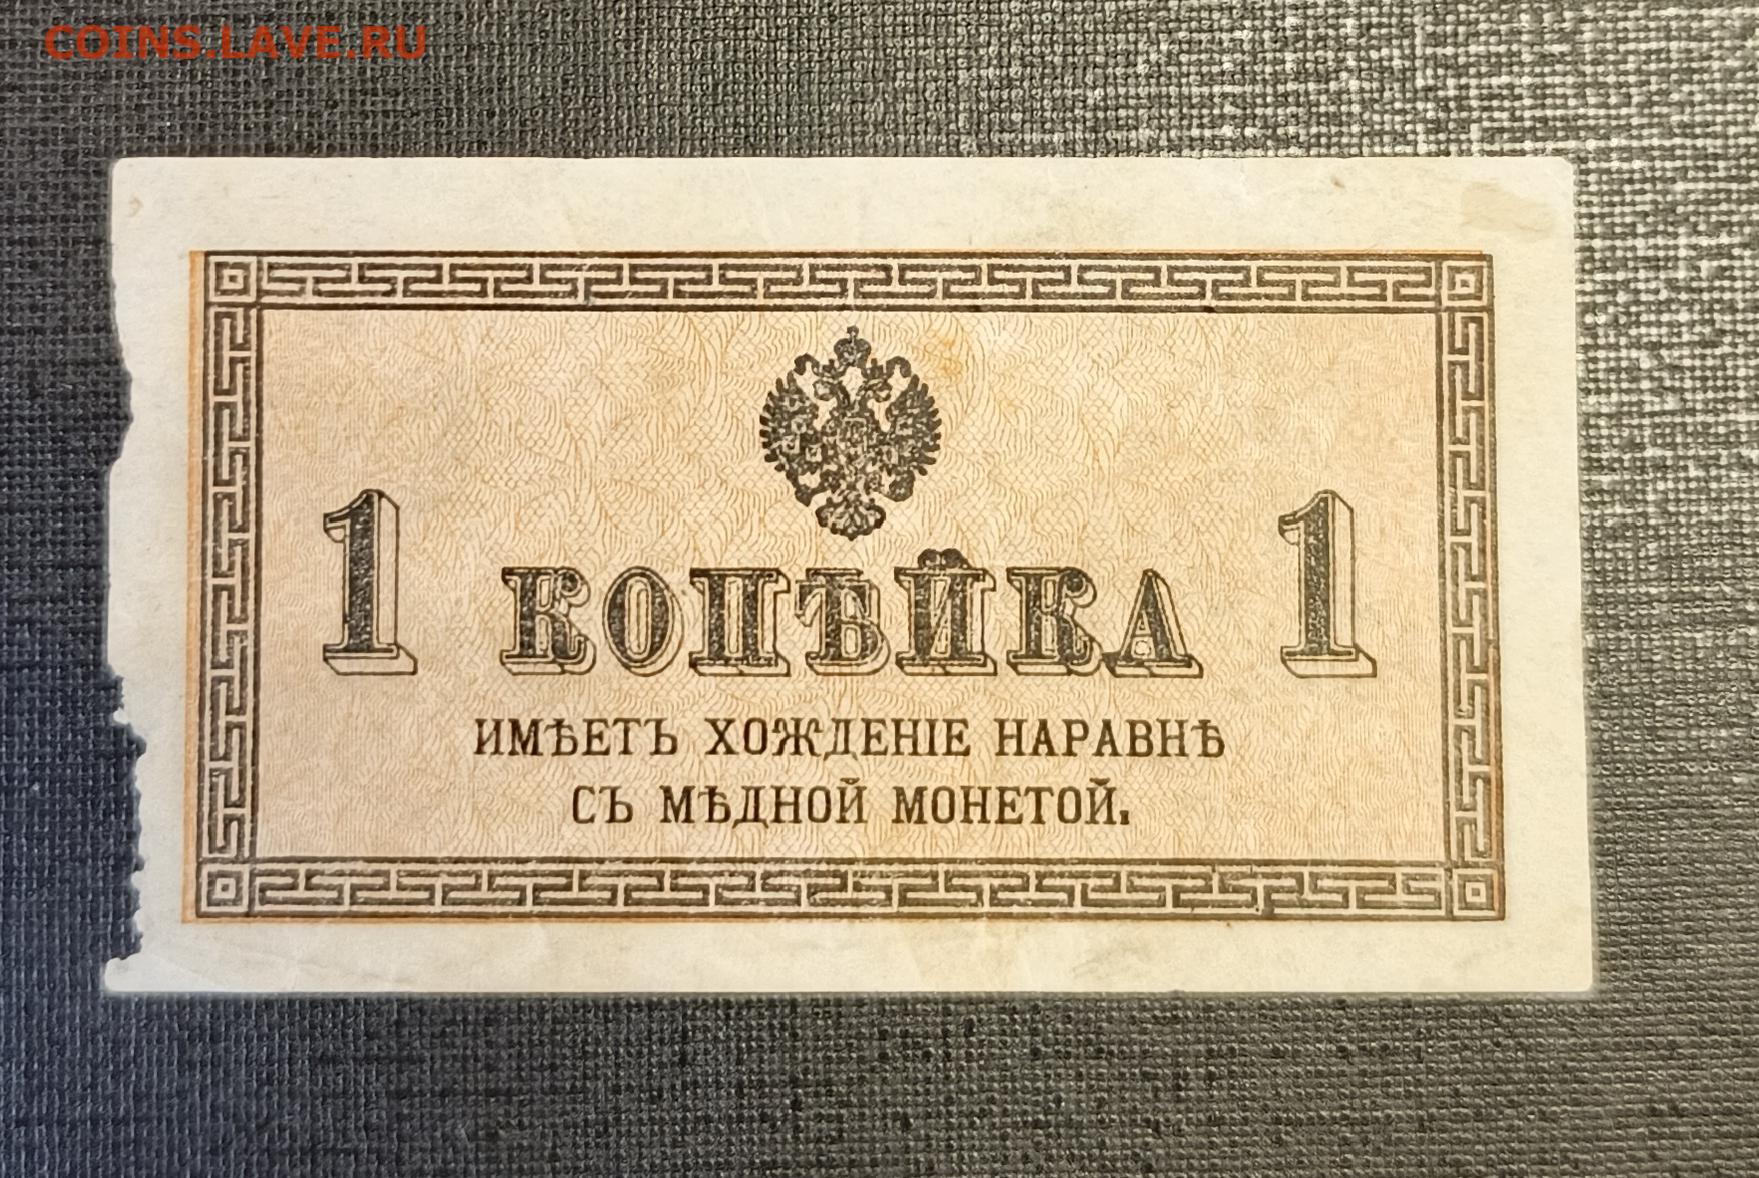 COINS.LAVE.RU
1 КОПѢЙКА 1
ИМѢЕТЪ ХОЖДЕНІЕ НАРАВНѢ
СЪ МѢДНОЙ МОНЕТОЙ.